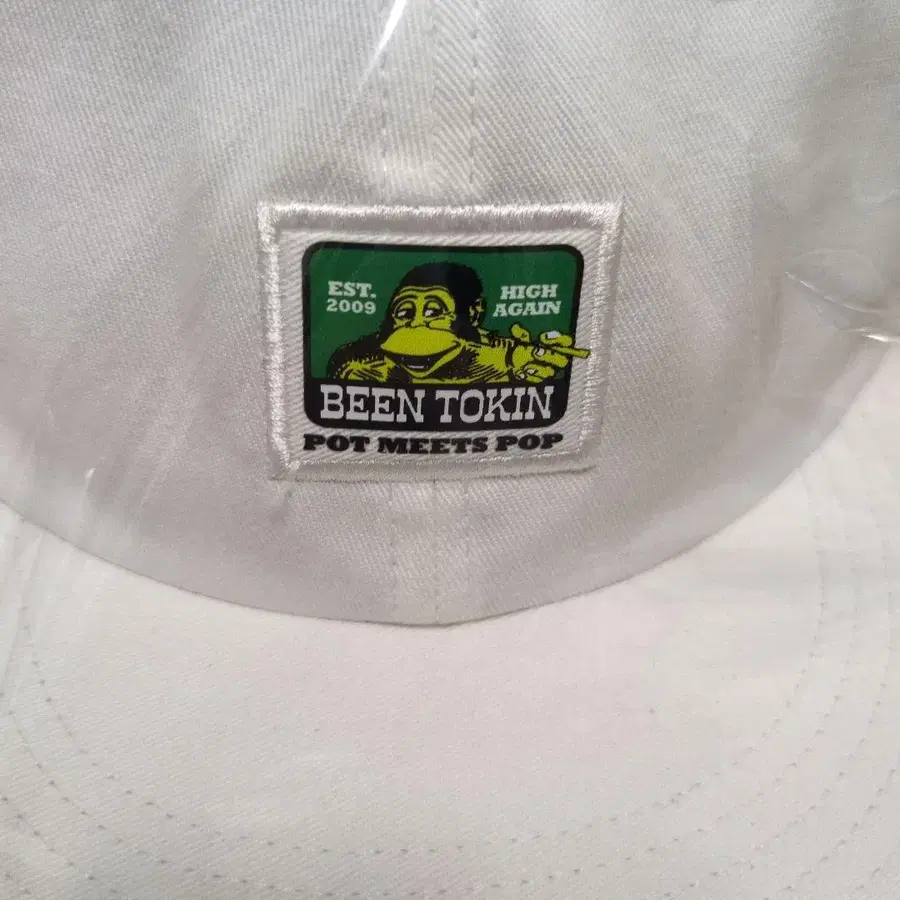 EST.
2009
HIGH
AGAIN
BEEN TOKIN
POT MEETS POP